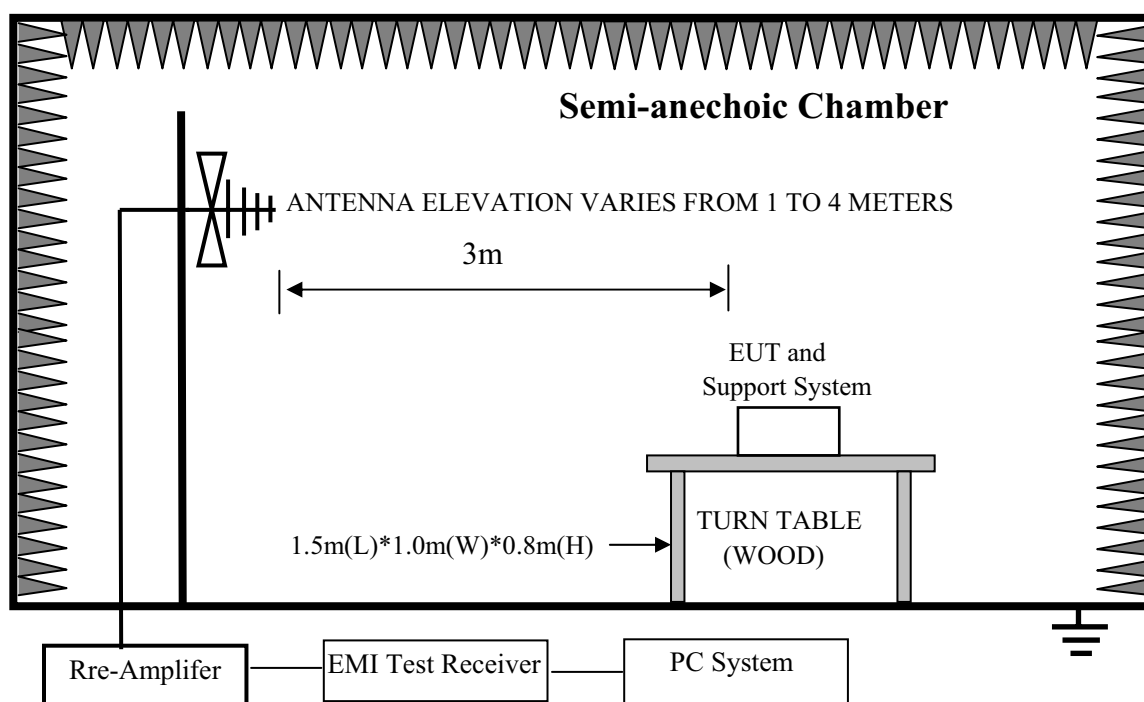 Semi-anechoic Chamber
ANTENNA ELEVATION VARIES FROM 1 TO 4 METERS
3m
EUT and
Support System
TURN TABLE
(WOOD)
1.5m(L)*1.0m(W)*0.8m(H)
Rre-Amplifer
EMI Test Receiver
PC System